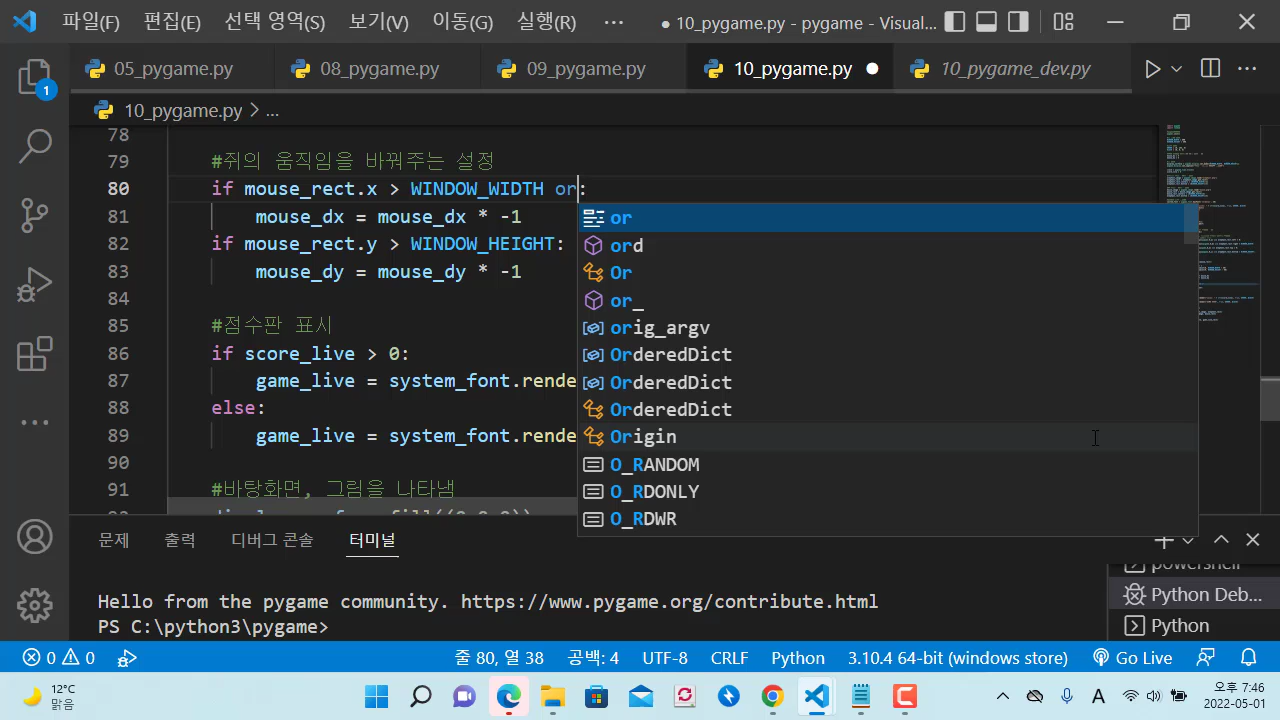 파일(F) 편집(E) 선택 영역(S) 보기(V) 이동(G) 실행(R) ··· ● 10_pygame.py - pygame - Visual...
05_pygame.py 08_pygame.py 09_pygame.py 10_pygame.py ● 10_pygame_dev.py
1
10_pygame.py > ...
78
79 #쥐의 움직임을 바꿔주는 설정
80 if mouse_rect.x > WINDOW_WIDTH or:
81 mouse_dx = mouse_dx * -1
82 if mouse_rect.y > WINDOW_HEIGHT:
83 mouse_dy = mouse_dy * -1
84
85 #점수판 표시
86 if score_live > 0:
87 game_live = system_font.rende
88 else:
89 game_live = system_font.rende
90
91 #바탕화면, 그림을 나타냄
or
ord
Or
or_
orig_argv
OrderedDict
OrderedDict
OrderedDict
Origin
O_RANDOM
O_RDONLY
O_RDWR
문제 출력 디버그 콘솔 터미널
Hello from the pygame community. https://www.pygame.org/contribute.html
PS C:\python3\pygame>
powershell
Python Deb...
Python
0 0 줄 80, 열 38 공백: 4 UTF-8 CRLF Python 3.10.4 64-bit (windows store) Go Live
12°C
맑음
A
오후 7:46
2022-05-01